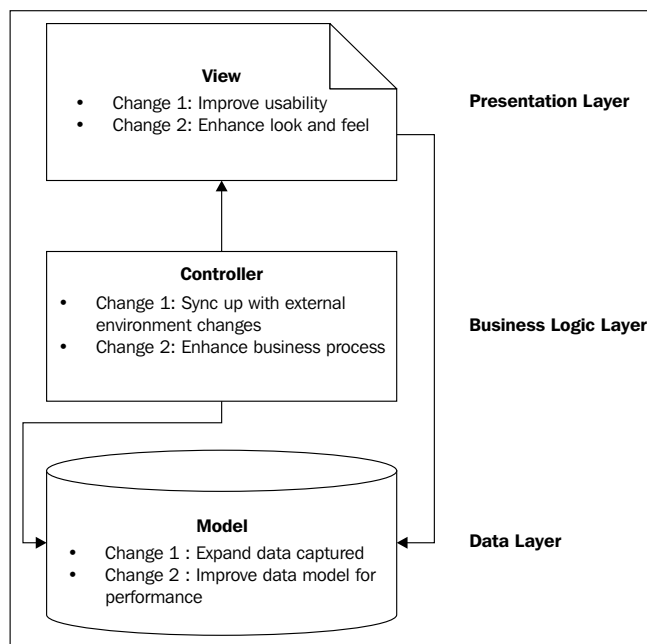 View
• Change 1: Improve usability
• Change 2: Enhance look and feel
Presentation Layer
Controller
• Change 1: Sync up with external
environment changes
• Change 2: Enhance business process
Business Logic Layer
Model
• Change 1 : Expand data captured
• Change 2 : Improve data model for
performance
Data Layer